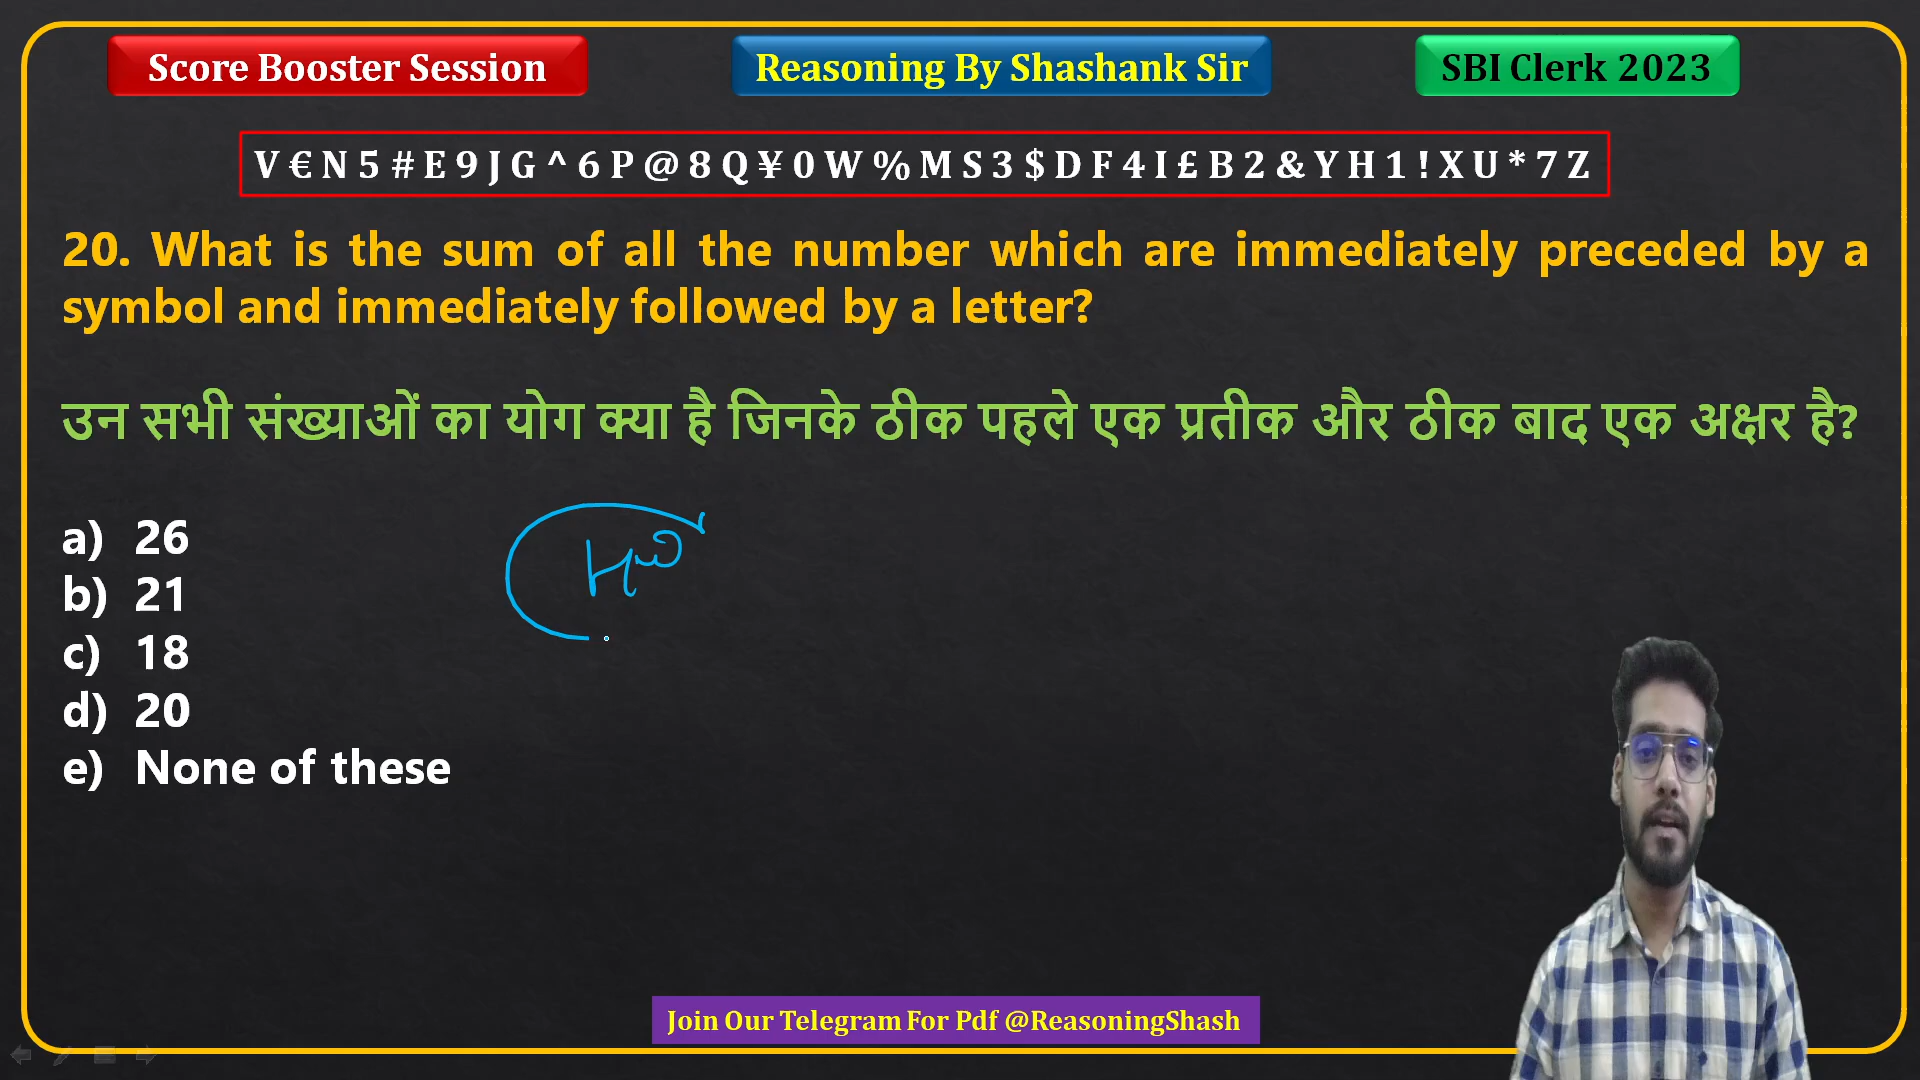 Score Booster Session
Reasoning By Shashank Sir
SBI Clerk 2023
V € N 5 # E 9 J G ^ 6 P @ 8 Q ¥ 0 W % M S 3 $ D F 4 I £ B 2 & Y H 1 ! X U * 7 Z
20. What is the sum of all the number which are immediately preceded by a
symbol and immediately followed by a letter?
उन सभी संख्याओं का योग क्या है जिनके ठीक पहले एक प्रतीक और ठीक बाद एक अक्षर है?
a) 26
b) 21
c) 18
d) 20
e) None of these
Join Our Telegram For Pdf @ReasoningShash